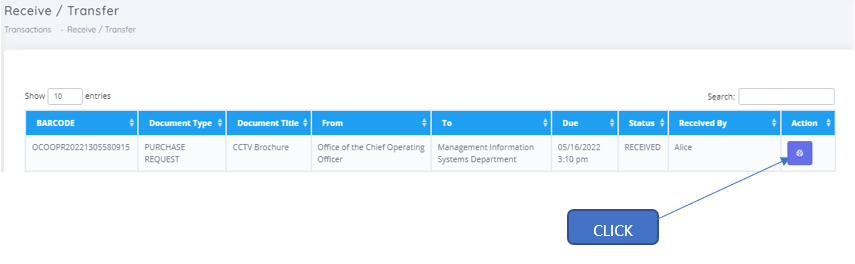 Receive / Transfer
Transactions - Receive / Transfer
Show 10 entries Search:
BARCODE Document Type Document Title From To Due Status Received By Action
OCOOPR20221305580915 PURCHASE CCTV Brochure Office of the Chief Operating Management Information 05/16/2022 RECEIVED Alice
REQUEST Officer Systems Department 3:10 pm
CLICK